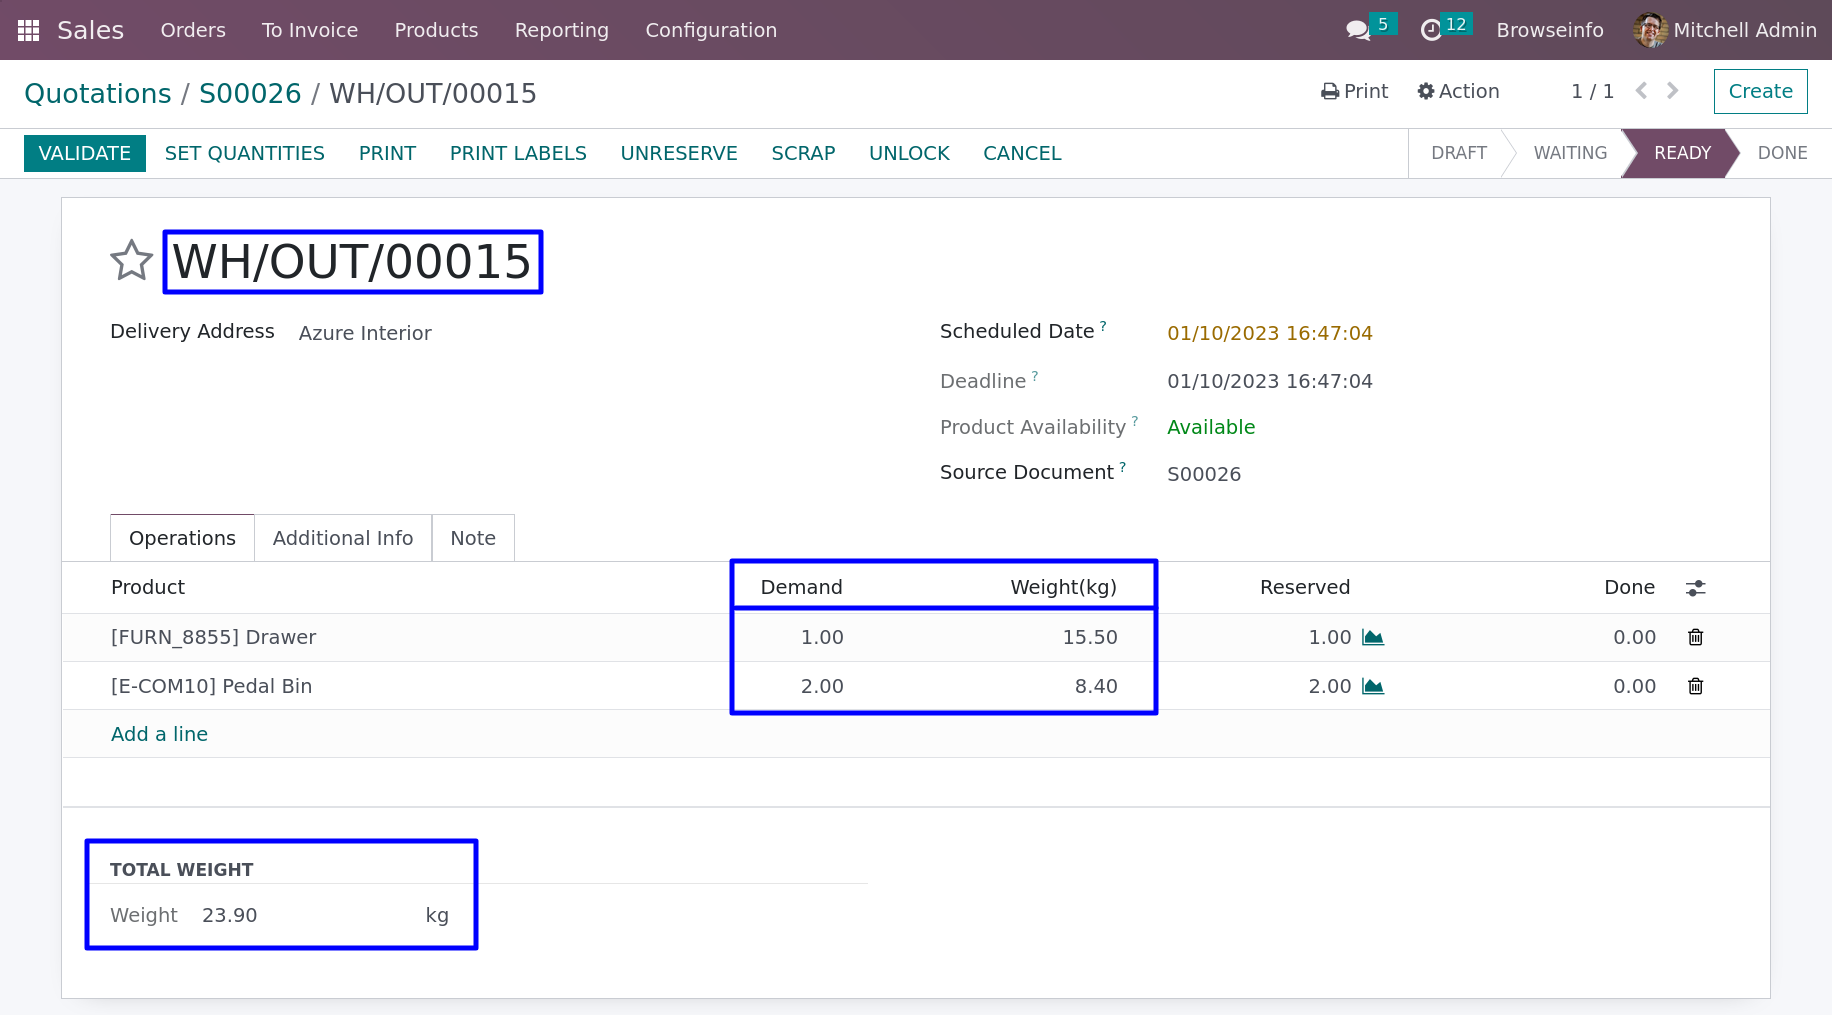 Sales Orders To Invoice Products Reporting Configuration 5 12 Browseinfo Mitchell Admin
Quotations / S00026 / WH/OUT/00015 Print Action 1 / 1 Create
VALIDATE SET QUANTITIES PRINT PRINT LABELS UNRESERVE SCRAP UNLOCK CANCEL DRAFT WAITING READY DONE
WH/OUT/00015
Delivery Address Azure Interior Scheduled Date ? 01/10/2023 16:47:04
Deadline ? 01/10/2023 16:47:04
Product Availability ? Available
Source Document ? S00026
Operations Additional Info Note
Product Demand Weight(kg) Reserved Done
[FURN_8855] Drawer 1.00 15.50 1.00 0.00
[E-COM10] Pedal Bin 2.00 8.40 2.00 0.00
Add a line
TOTAL WEIGHT
Weight 23.90 kg